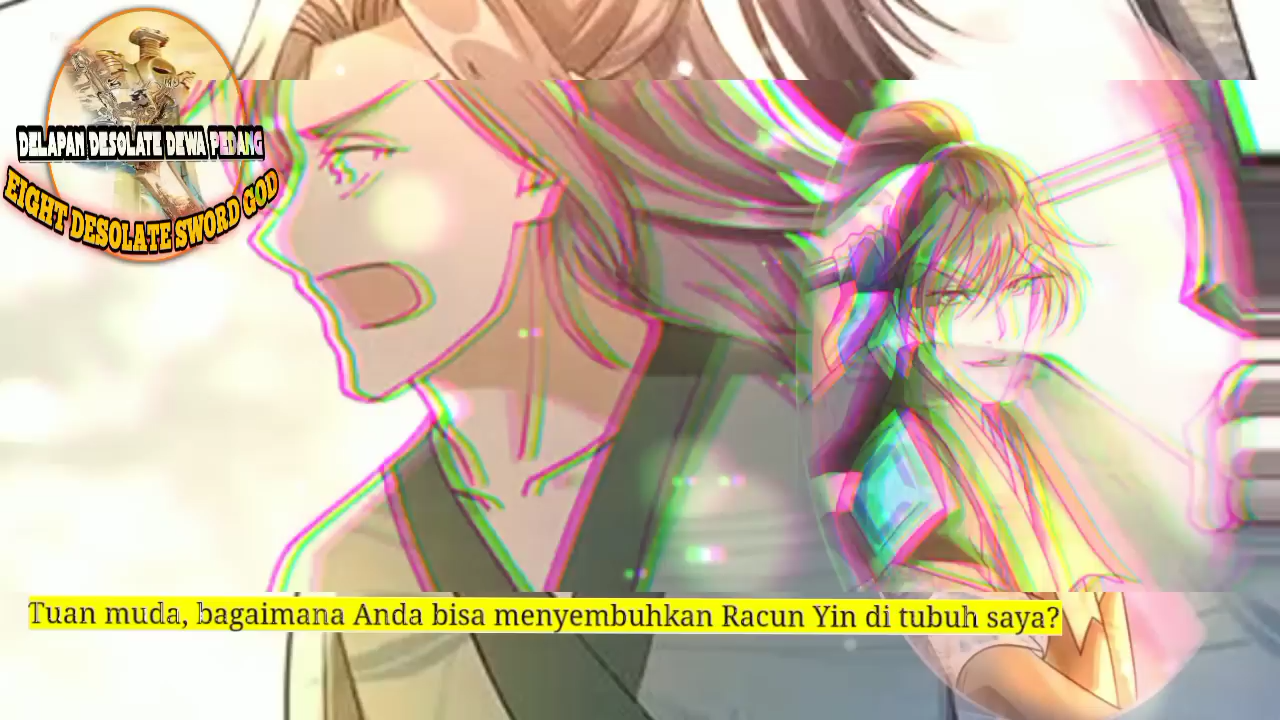 DELAPAN DESOLATE DEWA PEDANG
EIGHT DESOLATE SWORD GOD
Tuan muda, bagaimana Anda bisa menyembuhkan Racun Yin di tubuh saya?